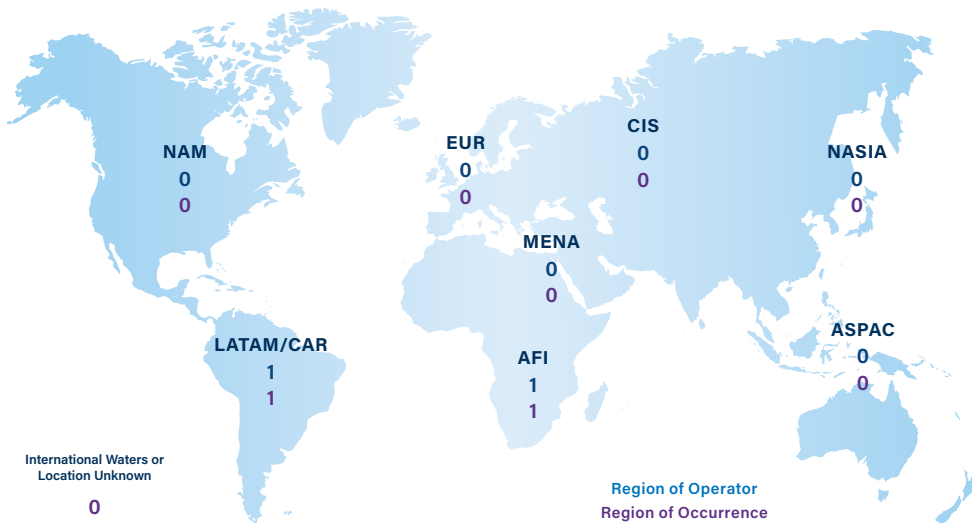 NAM
0
0
EUR
0
0
CIS
0
0
NASIA
0
0
MENA
0
0
LATAM/CAR
1
1
AFI
1
1
ASPAC
0
0
International Waters or
Location Unknown
0
Region of Operator
Region of Occurrence